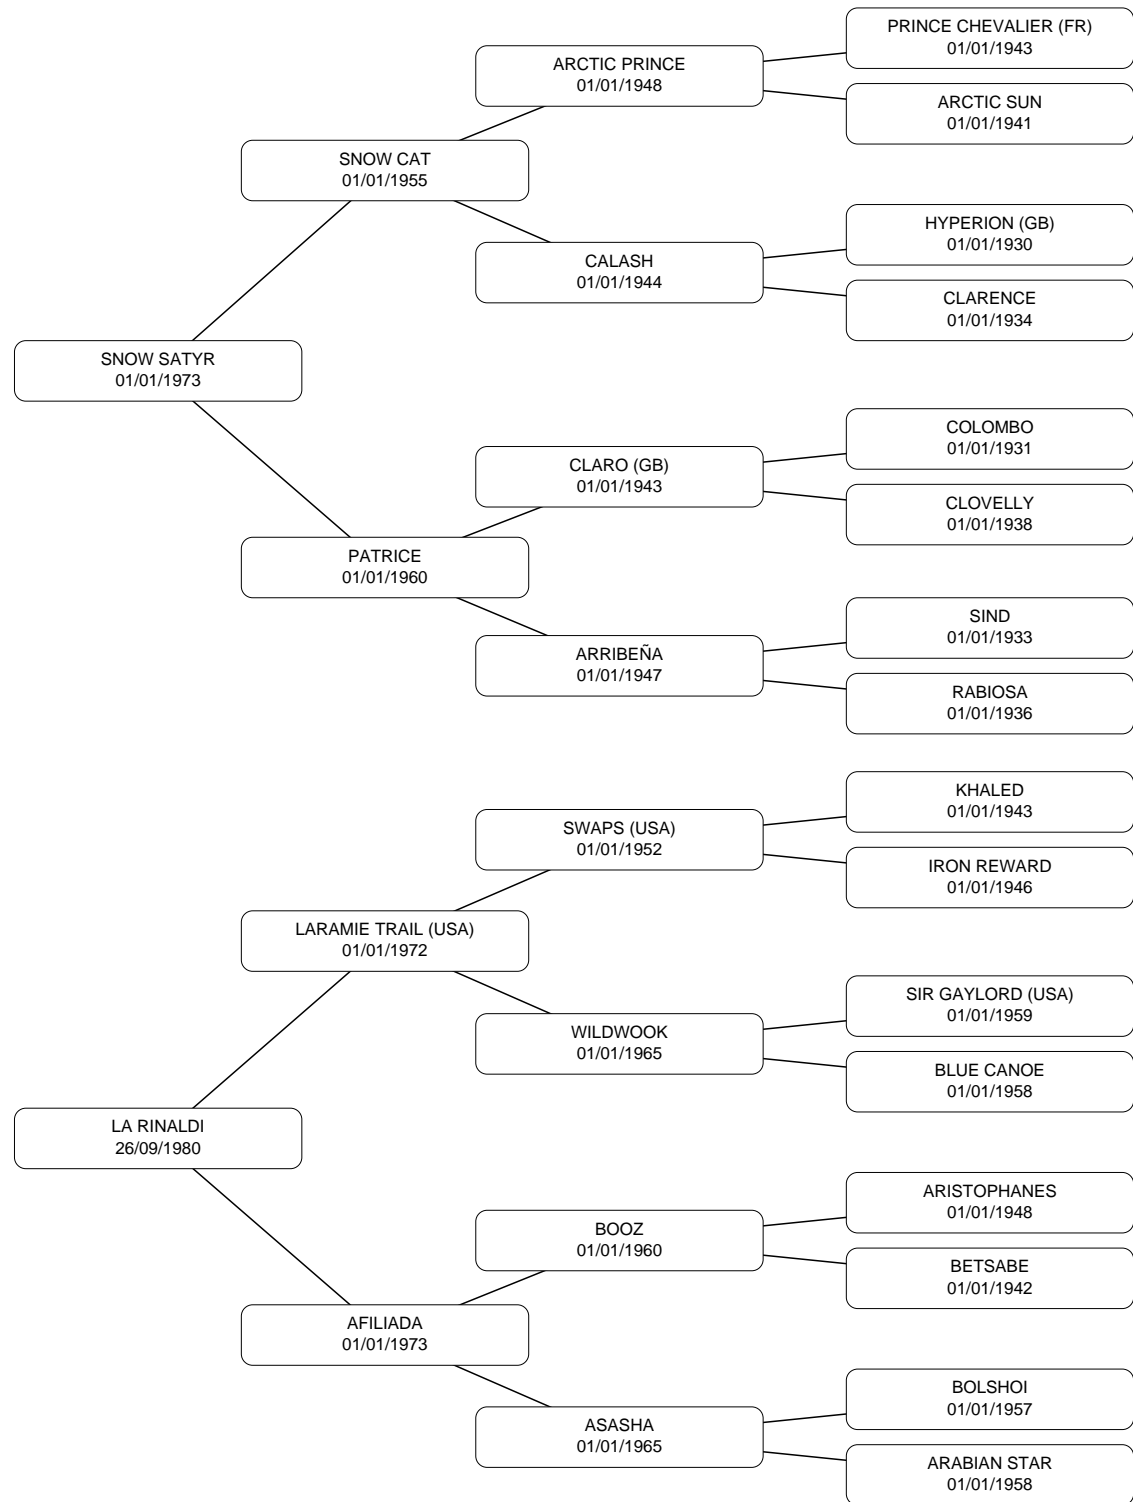 PRINCE CHEVALIER (FR)
01/01/1943
ARCTIC PRINCE
01/01/1948
ARCTIC SUN
01/01/1941
SNOW CAT
01/01/1955
HYPERION (GB)
01/01/1930
CALASH
01/01/1944
CLARENCE
01/01/1934
SNOW SATYR
01/01/1973
COLOMBO
01/01/1931
CLARO (GB)
01/01/1943
CLOVELLY
01/01/1938
PATRICE
01/01/1960
SIND
01/01/1933
ARRIBEÑA
01/01/1947
RABIOSA
01/01/1936
KHALED
01/01/1943
SWAPS (USA)
01/01/1952
IRON REWARD
01/01/1946
LARAMIE TRAIL (USA)
01/01/1972
SIR GAYLORD (USA)
01/01/1959
WILDWOOK
01/01/1965
BLUE CANOE
01/01/1958
LA RINALDI
26/09/1980
ARISTOPHANES
01/01/1948
BOOZ
01/01/1960
BETSABE
01/01/1942
AFILIADA
01/01/1973
BOLSHOI
01/01/1957
ASASHA
01/01/1965
ARABIAN STAR
01/01/1958